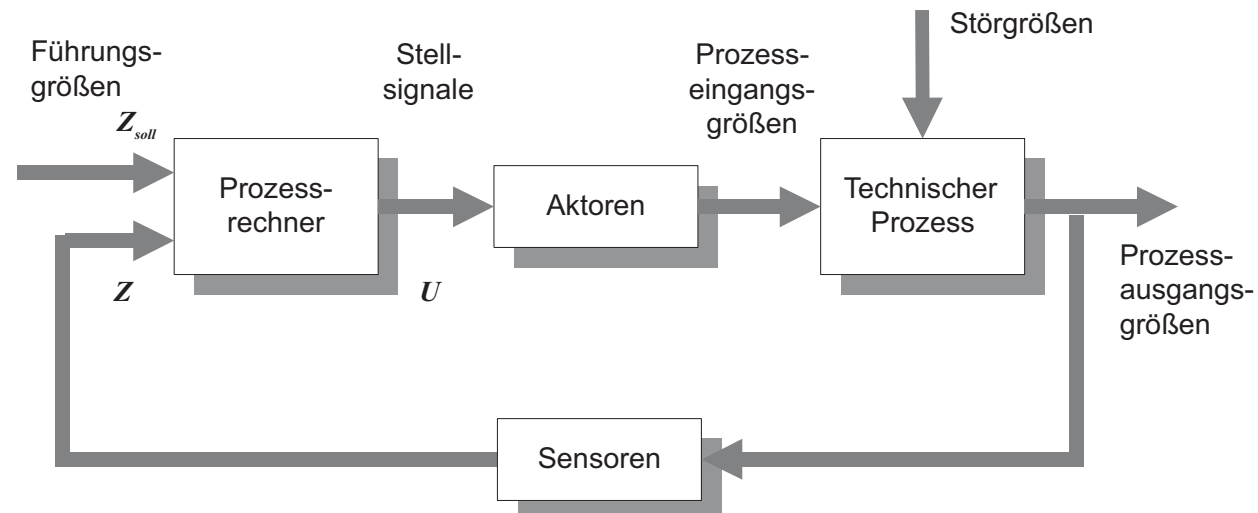 Führungs-
größen
Z_soll
Stell-
signale
Prozess-
eingangs-
größen
Störgrößen
Prozess-
rechner
Aktoren
Technischer
Prozess
Z
U
Prozess-
ausgangs-
größen
Sensoren